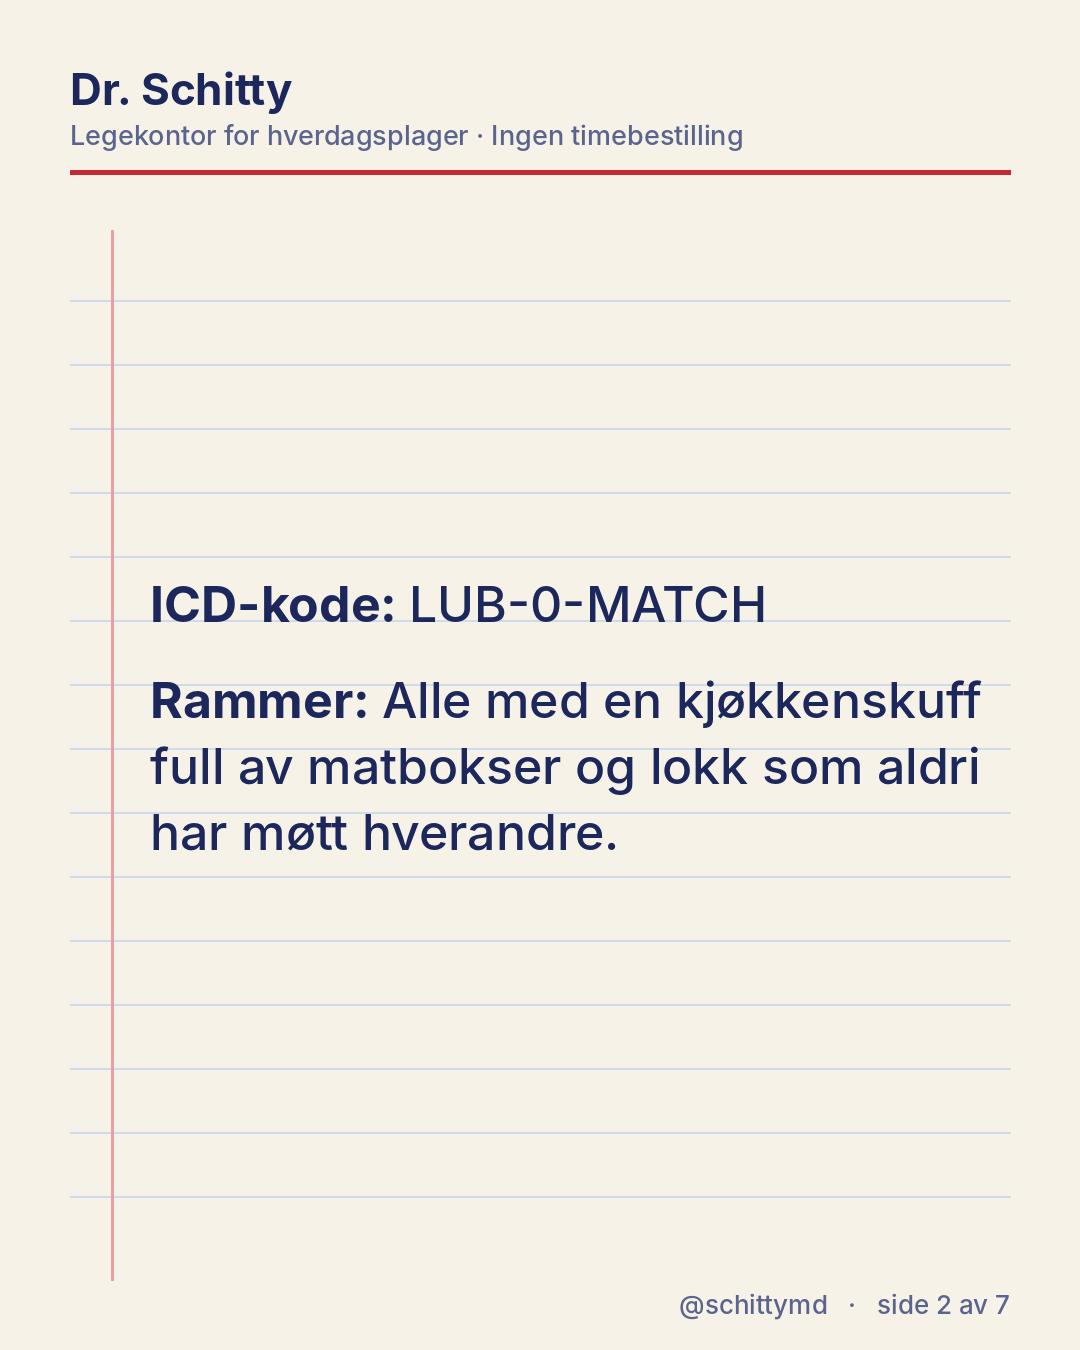 Dr. Schitty
Legekontor for hverdagsplager · Ingen timebestilling
ICD-kode: LUB-0-MATCH
Rammer: Alle med en kjøkkenskuff
full av matbokser og lokk som aldri
har møtt hverandre.
@schittymd · side 2 av 7